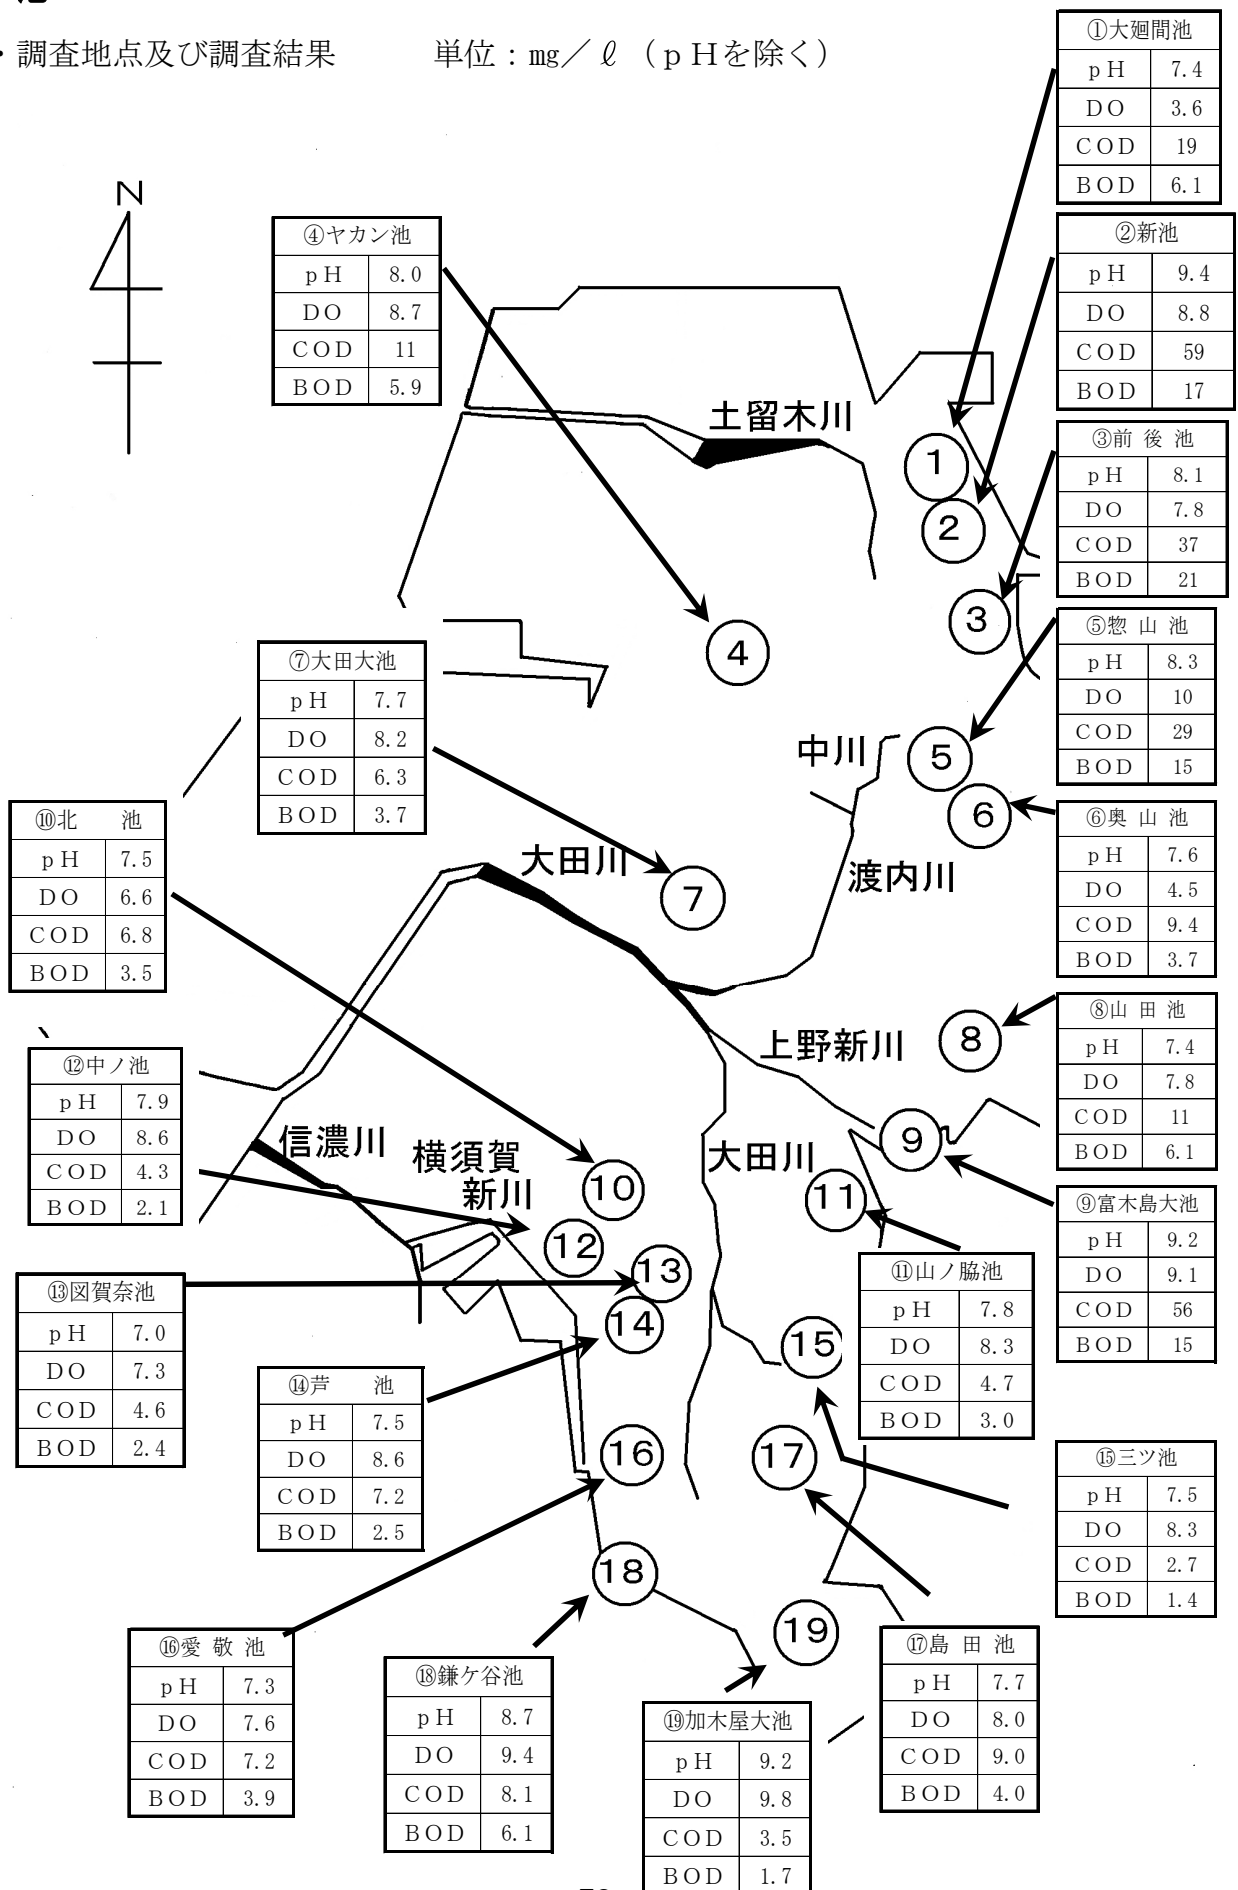 ・調査地点及び調査結果　　　単位：㎎／ℓ（ｐＨを除く）
①大廻間池
pH 7.4
DO 3.6
COD 19
BOD 6.1
N
④ヤカン池
pH 8.0
DO 8.7
COD 11
BOD 5.9
②新池
pH 9.4
DO 8.8
COD 59
BOD 17
③前 後 池
pH 8.1
DO 7.8
COD 37
BOD 21
土留木川
1
2
3
4
⑤惣 山 池
pH 8.3
DO 10
COD 29
BOD 15
⑦大田大池
pH 7.7
DO 8.2
COD 6.3
BOD 3.7
中川
5
6
⑥奥 山 池
pH 7.6
DO 4.5
COD 9.4
BOD 3.7
⑩北　　池
pH 7.5
DO 6.6
COD 6.8
BOD 3.5
大田川
7
渡内川
⑧山 田 池
pH 7.4
DO 7.8
COD 11
BOD 6.1
上野新川
8
⑫中ノ池
pH 7.9
DO 8.6
COD 4.3
BOD 2.1
信濃川
横須賀
新川
大田川
9
10
11
12
13
14
15
⑨富木島大池
pH 9.2
DO 9.1
COD 56
BOD 15
⑬図賀奈池
pH 7.0
DO 7.3
COD 4.6
BOD 2.4
⑪山ノ脇池
pH 7.8
DO 8.3
COD 4.7
BOD 3.0
⑭芦　　池
pH 7.5
DO 8.6
COD 7.2
BOD 2.5
16
17
⑮三ツ池
pH 7.5
DO 8.3
COD 2.7
BOD 1.4
18
19
⑯愛 敬 池
pH 7.3
DO 7.6
COD 7.2
BOD 3.9
⑱鎌ケ谷池
pH 8.7
DO 9.4
COD 8.1
BOD 6.1
⑲加木屋大池
pH 9.2
DO 9.8
COD 3.5
BOD 1.7
⑰島 田 池
pH 7.7
DO 8.0
COD 9.0
BOD 4.0